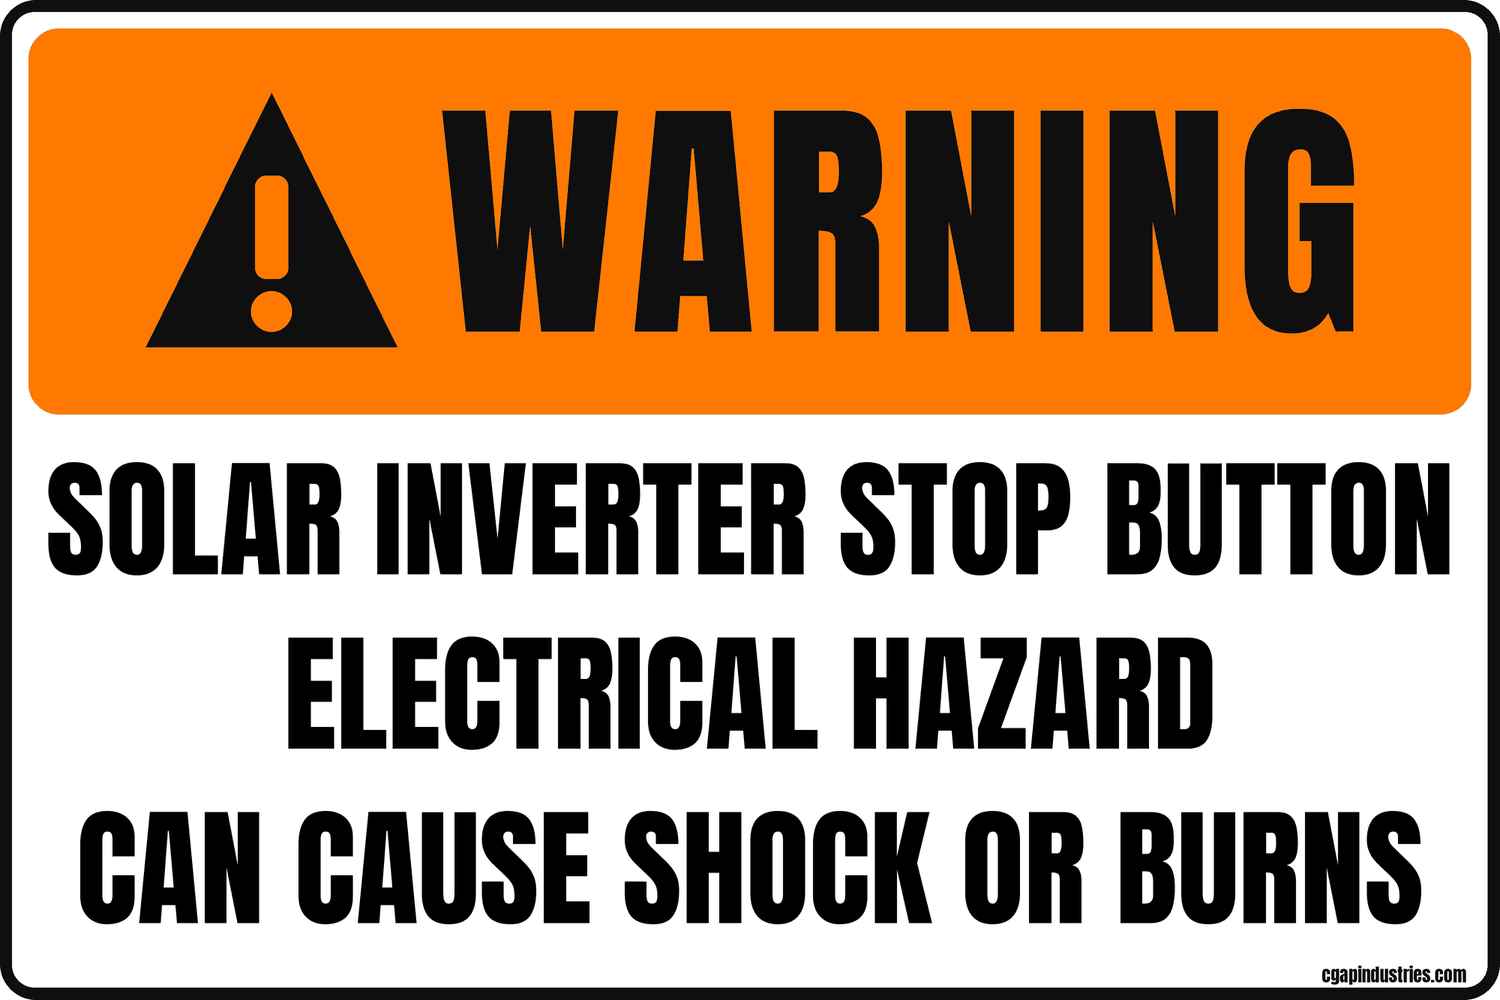 WARNING
SOLAR INVERTER STOP BUTTON
ELECTRICAL HAZARD
CAN CAUSE SHOCK OR BURNS
cgapindustries.com